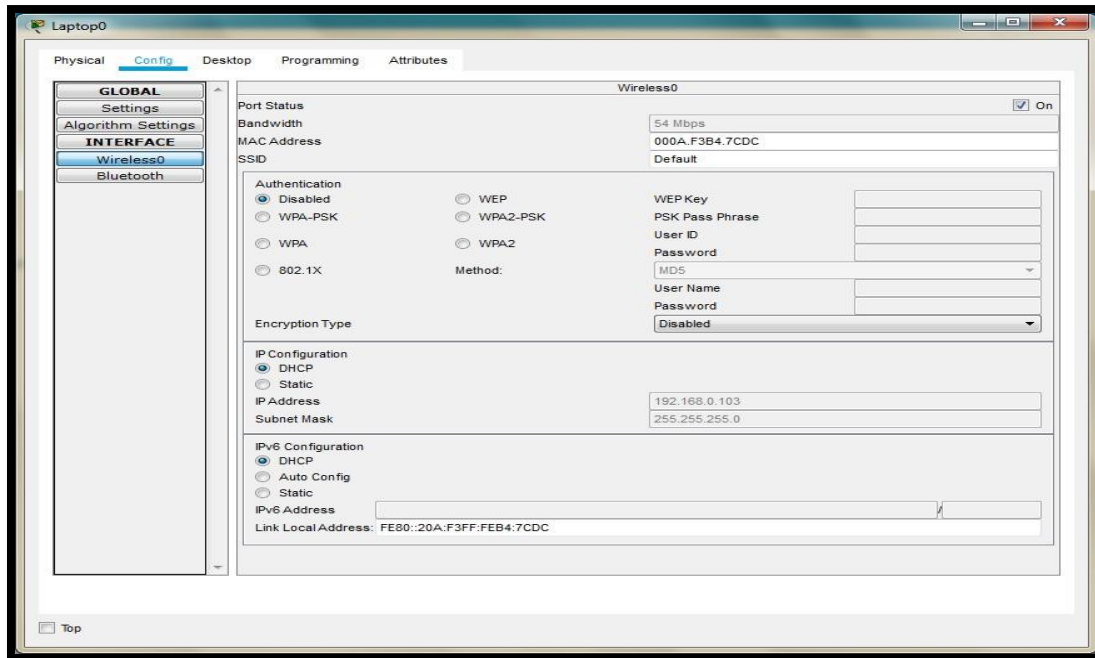 Laptop0
Physical Config Desktop Programming Attributes
GLOBAL
Settings
Algorithm Settings
INTERFACE
Wireless0
Bluetooth
Wireless0
Port Status On
Bandwidth 54 Mbps
MAC Address 000A.F3B4.7CDC
SSID Default
Authentication
Disabled WEP WEP Key
WPA-PSK WPA2-PSK PSK Pass Phrase
User ID
WPA WPA2
Password
802.1X Method: MD5
User Name
Password
Encryption Type Disabled
IP Configuration
DHCP
Static
IP Address 192.168.0.103
Subnet Mask 255.255.255.0
IPv6 Configuration
DHCP
Auto Config
Static
IPv6 Address /
Link Local Address: FE80::20A:F3FF:FEB4:7CDC
Top